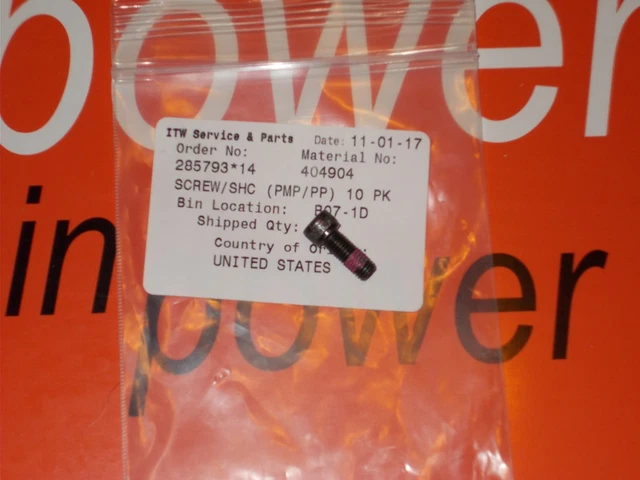 power
power
ITW Service & Parts Date: 11-01-17
Order No: Material No:
285793*14 404904
SCREW/SHC (PMP/PP) 10 PK
Bin Location: B07-1D
Shipped Qty:
Country of
UNITED STATES
in power